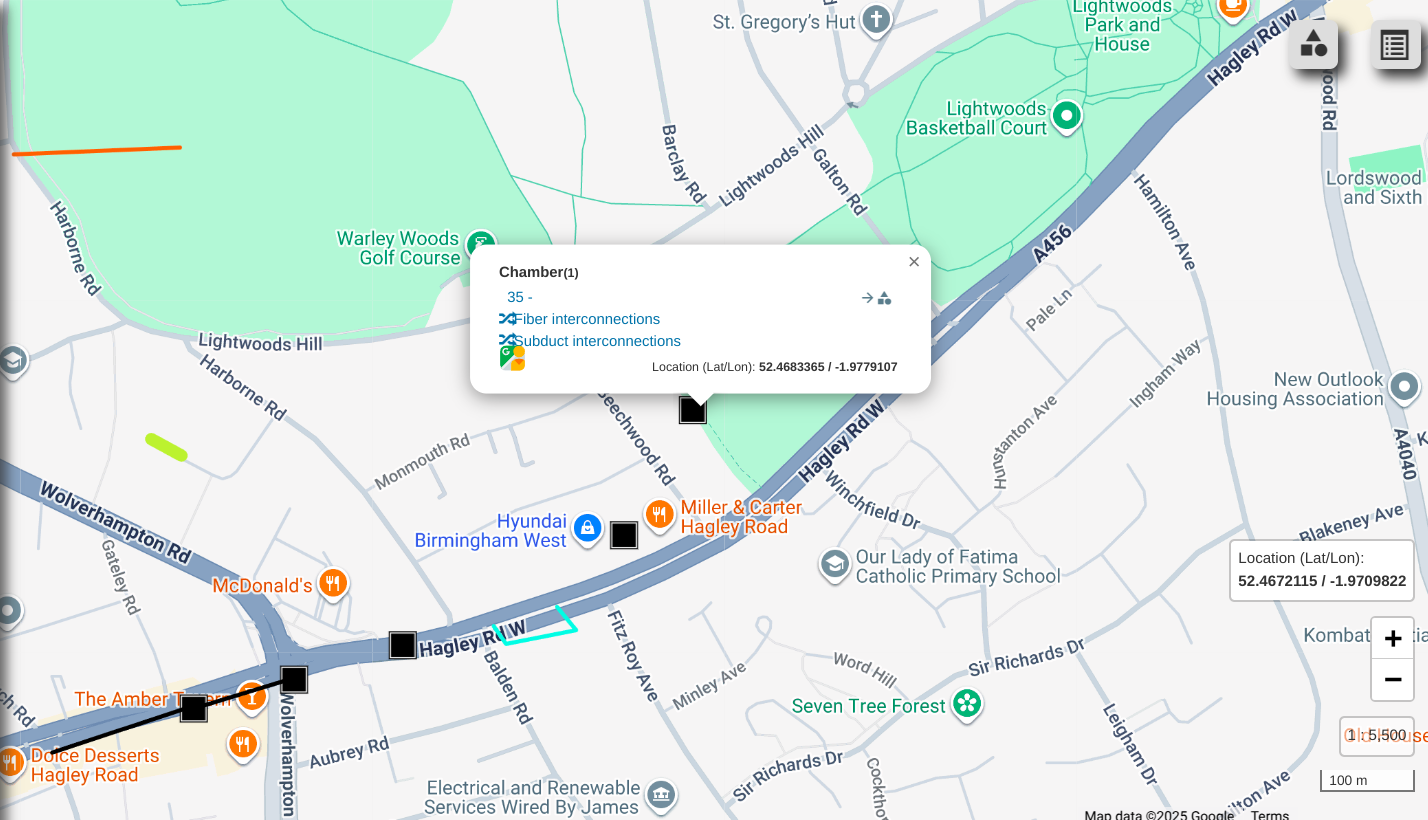 Lightwoods
Park and
House
St. Gregory's Hut
Hagley Rd W
Lightwoods
Basketball Court
Barclay Rd
Lightwoods Hill
Galton Rd
Lordswood
and Sixth
Hamilton Ave
Harborne Rd
Warley Woods
Golf Course
A456
Chamber(1)
35 -
Fiber interconnections
Subduct interconnections
Location (Lat/Lon): 52.4683365 / -1.9779107
Pale Ln
Lightwoods Hill
Harborne Rd
Ingham Way
New Outlook
Housing Association
Beechwood Rd
Hagley Rd W
Hunstanton Ave
A4040
Monmouth Rd
Wolverhampton Rd
Winchfield Dr
Miller & Carter
Hagley Road
Hyundai
Birmingham West
Blakeney Ave
Gateley Rd
Our Lady of Fatima
Catholic Primary School
Location (Lat/Lon):
52.4672115 / -1.9709822
McDonald's
Hagley Rd W
Fitz Roy Ave
+
Sir Richards Dr
Word Hill
Minley Ave
Balden Rd
−
The Amber Tavern
Seven Tree Forest
Wolverhampton
Leigham Dr
1 : 5,500
Dolce Desserts
Hagley Road
Aubrey Rd
Sir Richards Dr
100 m
Electrical and Renewable
Services Wired By James
Map data ©2025 Google
Terms